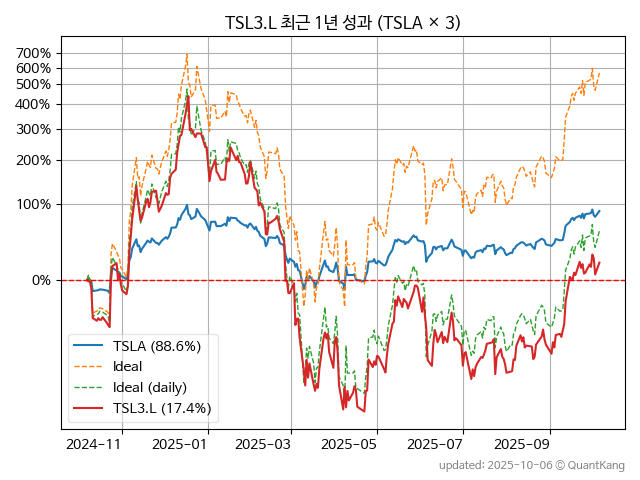 TSL3.L 최근 1년 성과 (TSLA × 3)
700%
600%
500%
400%
300%
200%
100%
0%
TSLA (88.6%)
Ideal
Ideal (daily)
TSL3.L (17.4%)
2024-11 2025-01 2025-03 2025-05 2025-07 2025-09
updated: 2025-10-06 © QuantKang